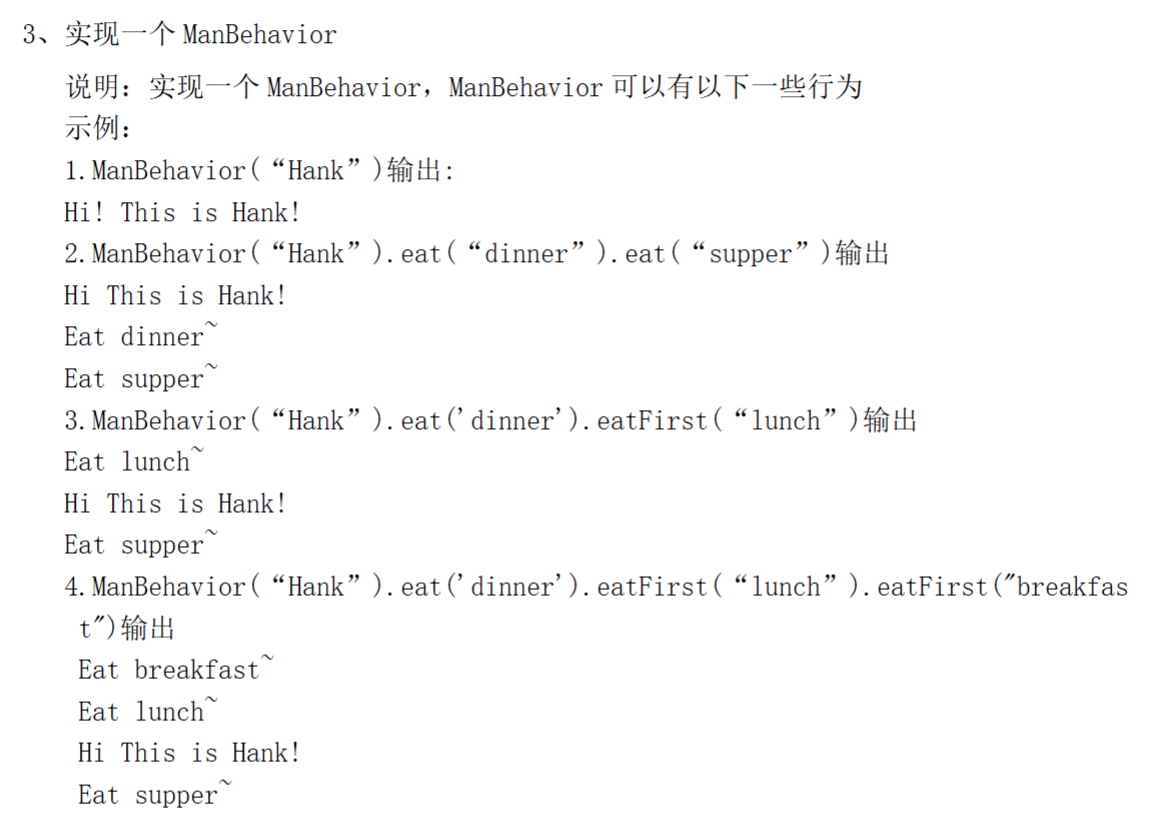 3、实现一个 ManBehavior
说明：实现一个 ManBehavior，ManBehavior 可以有以下一些行为
示例：
1.ManBehavior(“Hank”)输出:
Hi! This is Hank!
2.ManBehavior(“Hank”).eat(“dinner”).eat(“supper”)输出
Hi This is Hank!
Eat dinner~
Eat supper~
3.ManBehavior(“Hank”).eat('dinner').eatFirst(“lunch”)输出
Eat lunch~
Hi This is Hank!
Eat supper~
4.ManBehavior(“Hank”).eat('dinner').eatFirst(“lunch”).eatFirst("breakfas
t")输出
Eat breakfast~
Eat lunch~
Hi This is Hank!
Eat supper~